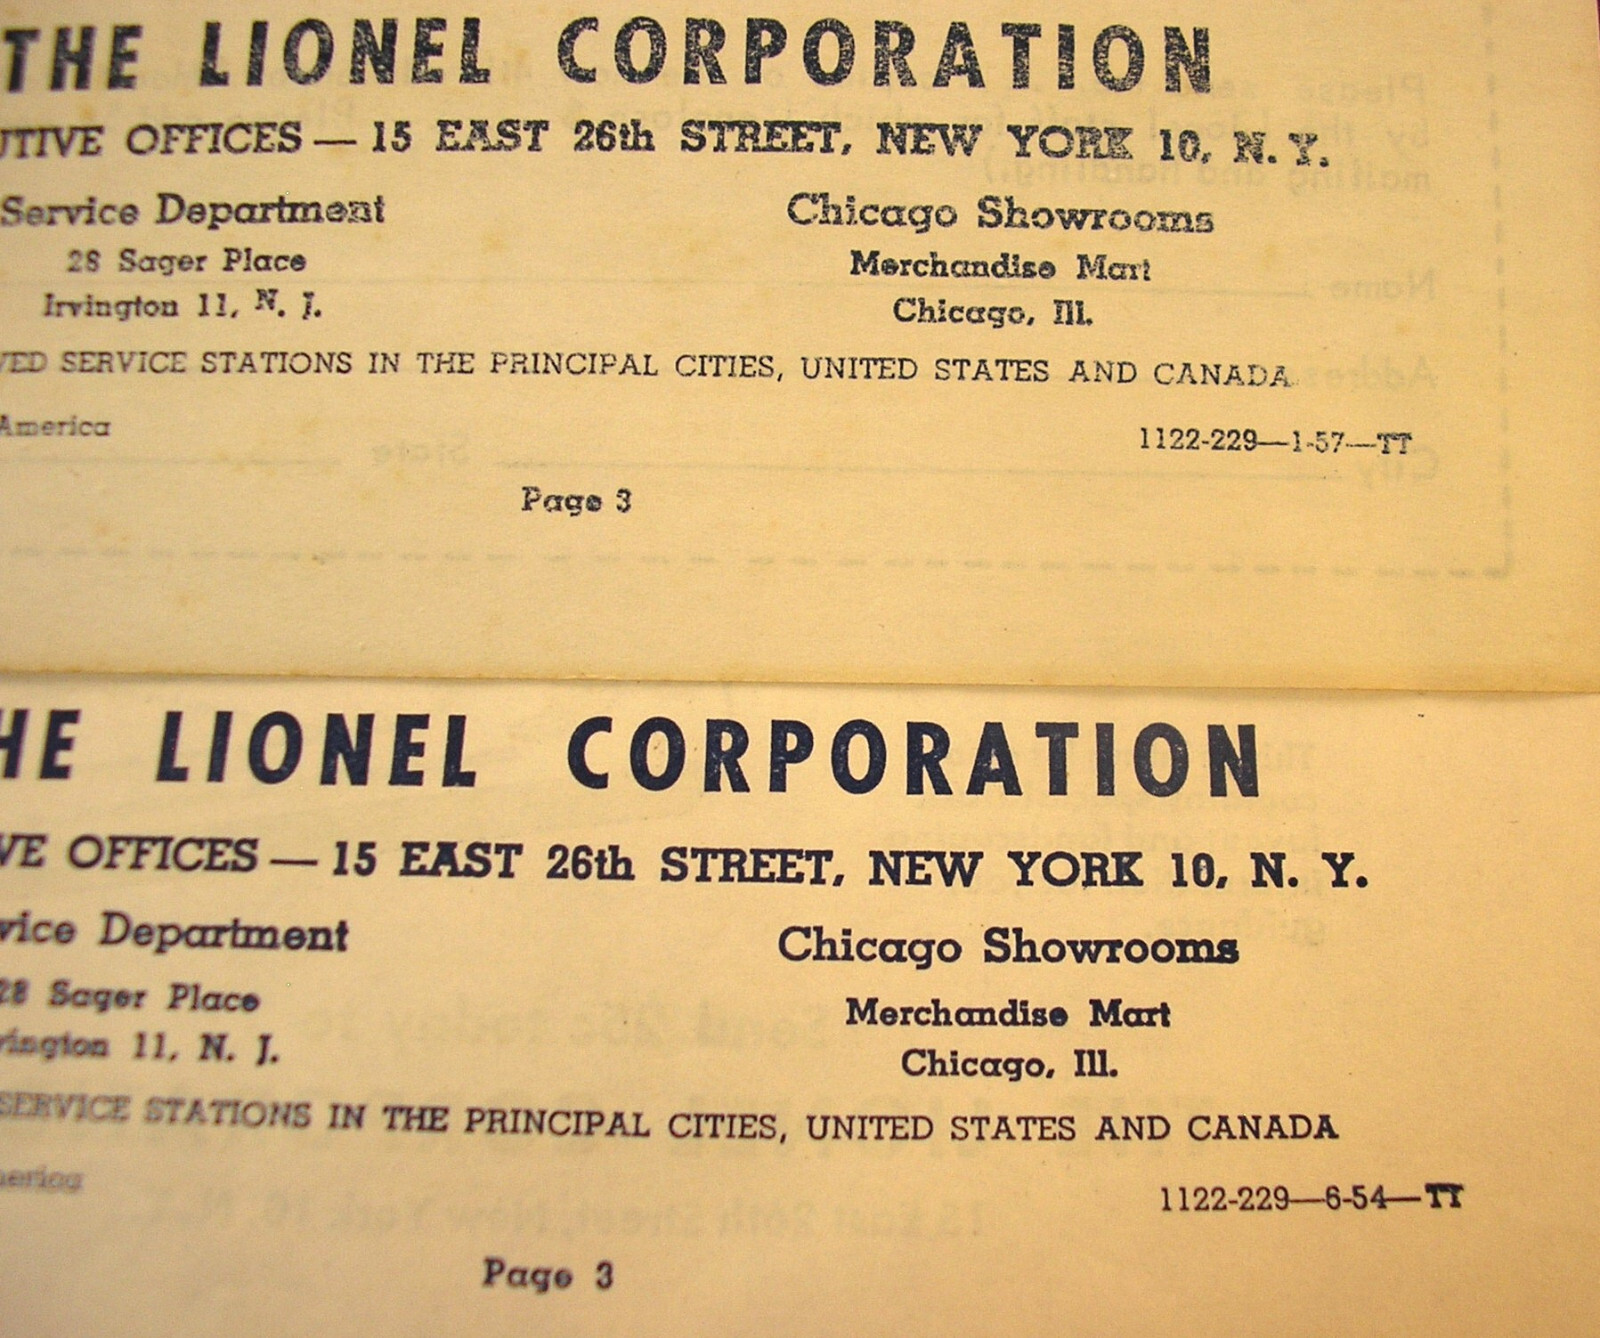 THE LIONEL CORPORATION
UTIVE OFFICES — 15 EAST 26th STREET, NEW YORK 10, N. Y.
Service Department
28 Sager Place
Irvington 11, N. J.
Chicago Showrooms
Merchandise Mart
Chicago, Ill.
VED SERVICE STATIONS IN THE PRINCIPAL CITIES, UNITED STATES AND CANADA
America
1122-229—1-57—TT
Page 3
HE LIONEL CORPORATION
VE OFFICES — 15 EAST 26th STREET, NEW YORK 10, N. Y.
vice Department
28 Sager Place
vington 11, N. J.
Chicago Showrooms
Merchandise Mart
Chicago, Ill.
SERVICE STATIONS IN THE PRINCIPAL CITIES, UNITED STATES AND CANADA
merica
1122-229—6-54—TT
Page 3